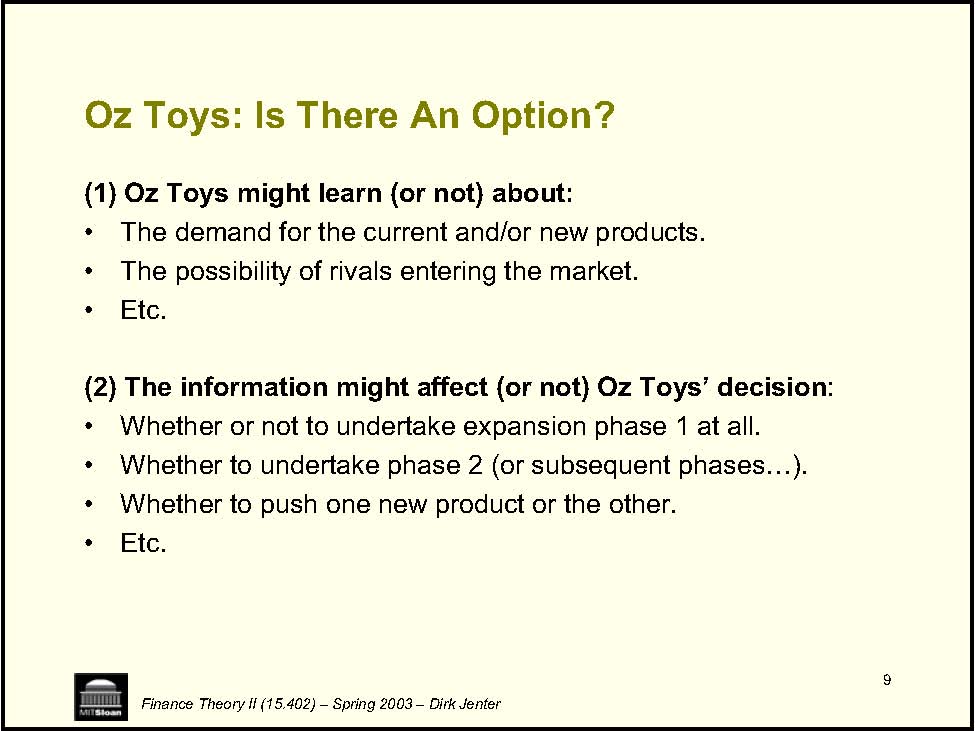 Oz Toys: Is There An Option?
(1) Oz Toys might learn (or not) about:
• The demand for the current and/or new products.
• The possibility of rivals entering the market.
• Etc.
(2) The information might affect (or not) Oz Toys’ decision:
• Whether or not to undertake expansion phase 1 at all.
• Whether to undertake phase 2 (or subsequent phases…).
• Whether to push one new product or the other.
• Etc.
9
MITSloan
Finance Theory II (15.402) – Spring 2003 – Dirk Jenter